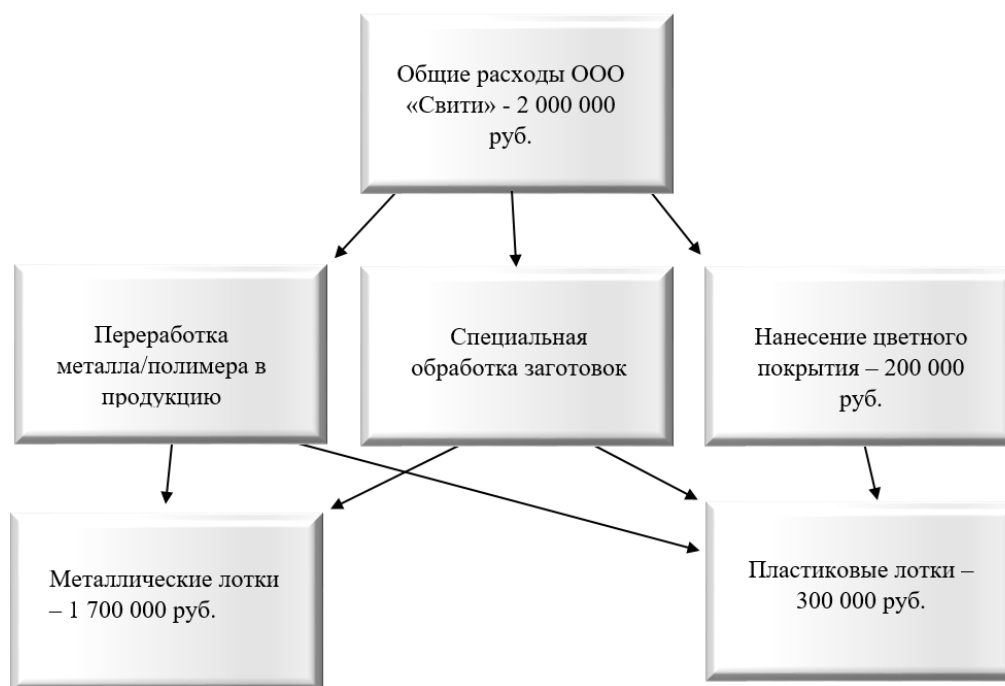 Общие расходы ООО
«Свити» - 2 000 000
руб.
Переработка
металла/полимера в
продукцию
Специальная
обработка заготовок
Нанесение цветного
покрытия – 200 000
руб.
Металлические лотки
– 1 700 000 руб.
Пластиковые лотки –
300 000 руб.